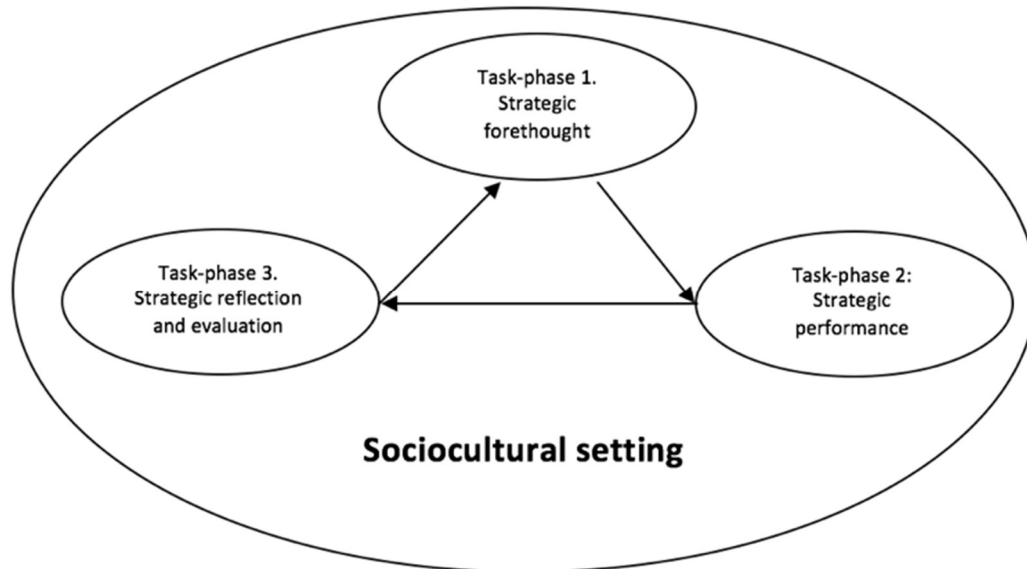 Task-phase 1.
Strategic
forethought
Task-phase 3.
Strategic reflection
and evaluation
Task-phase 2:
Strategic
performance
Sociocultural setting